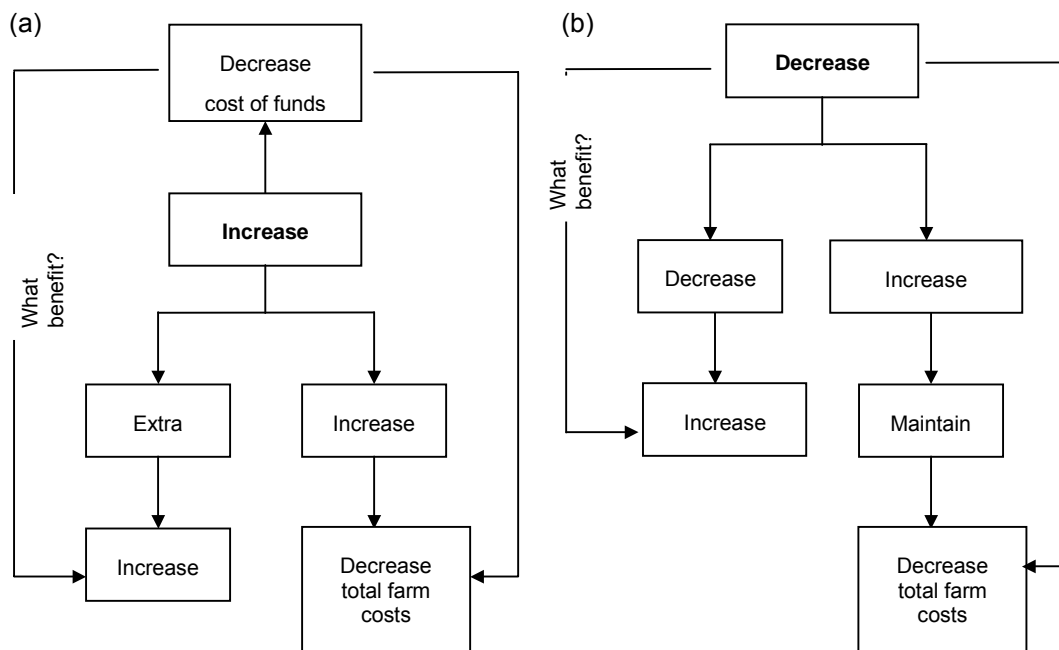 (a)
Decrease
cost of funds
Increase
What
benefit?
Extra
Increase
Increase
Decrease
total farm
costs
(b)
Decrease
What
benefit?
Decrease
Increase
Increase
Maintain
Decrease
total farm
costs